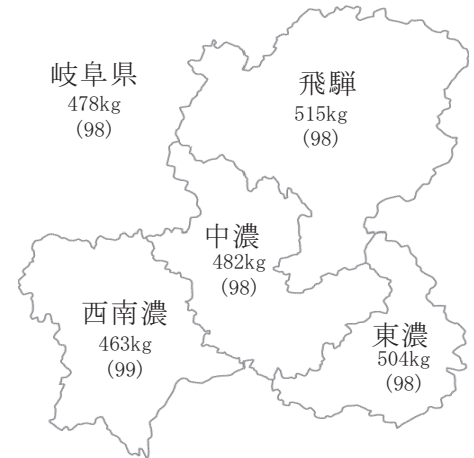 岐阜県
478kg
(98)
飛騨
515kg
(98)
中濃
482kg
(98)
西南濃
463kg
(99)
東濃
504kg
(98)